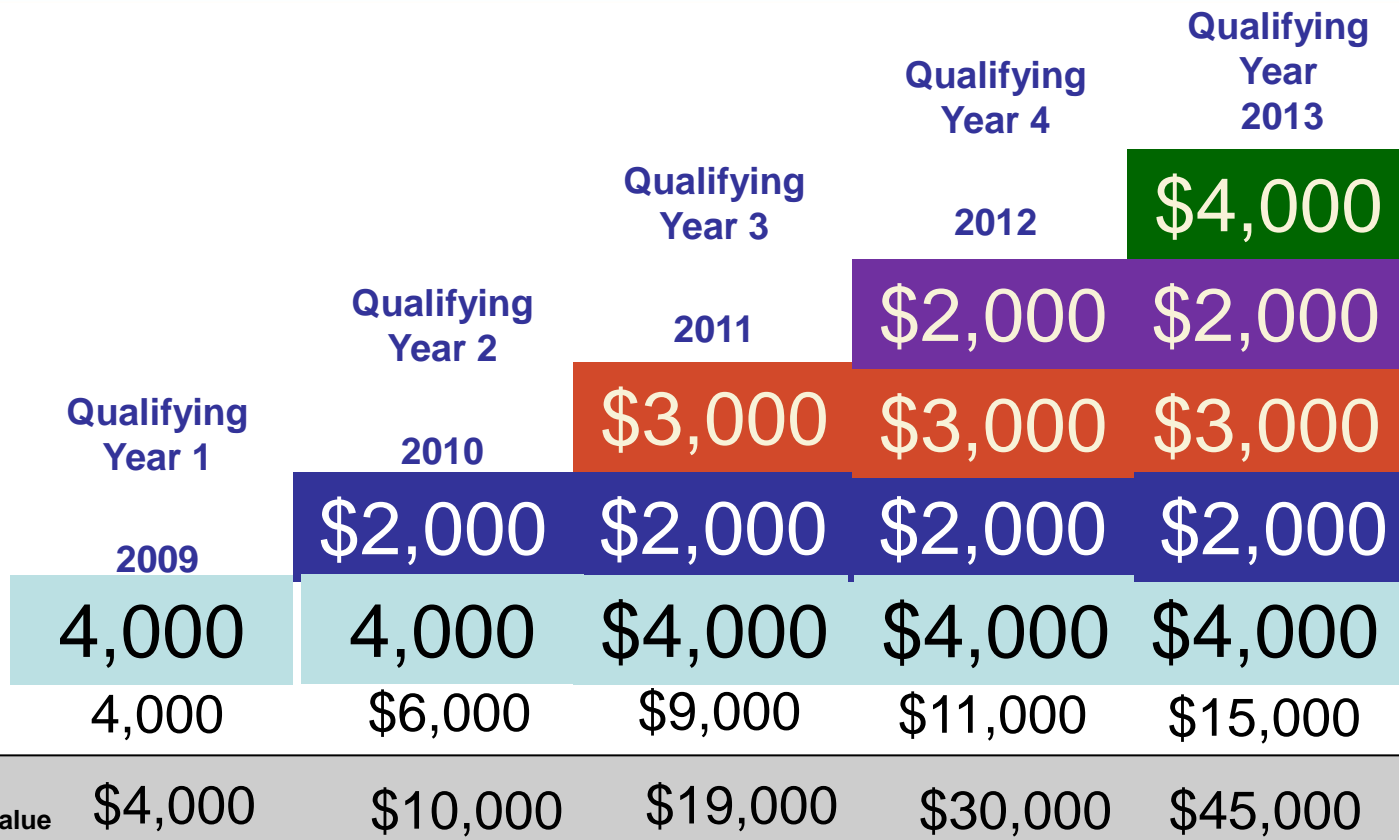 Qualifying
Year
2013
Qualifying
Year 4
2012
Qualifying
Year 3
2011
Qualifying
Year 2
2010
Qualifying
Year 1
2009
$4,000
$2,000 $2,000
$3,000 $3,000 $3,000
$2,000 $2,000 $2,000 $2,000
4,000 4,000 $4,000 $4,000 $4,000
4,000 $6,000 $9,000 $11,000 $15,000
alue $4,000 $10,000 $19,000 $30,000 $45,000